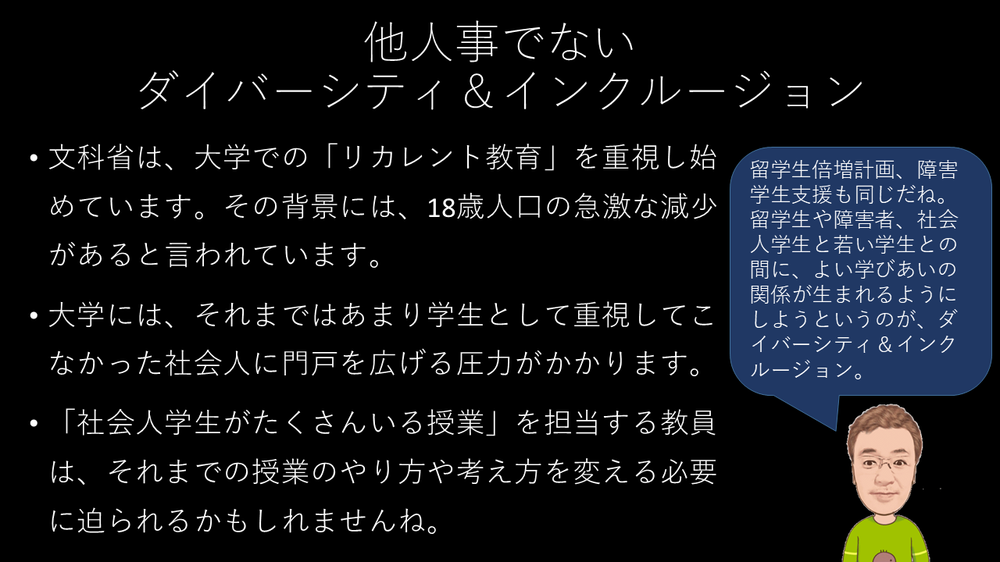 他人事でない
ダイバーシティ＆インクルージョン
• 文科省は、大学での「リカレント教育」を重視し始
めています。その背景には、18歳人口の急激な減少
があると言われています。
• 大学には、それまではあまり学生として重視してこ
なかった社会人に門戸を広げる圧力がかかります。
• 「社会人学生がたくさんいる授業」を担当する教員
は、それまでの授業のやり方や考え方を変える必要
に迫られるかもしれませんね。
留学生倍増計画、障害
学生支援も同じだね。
留学生や障害者、社会
人学生と若い学生との
間に、よい学びあいの
関係が生まれるように
しようというのが、ダ
イバーシティ＆インク
ルージョン。